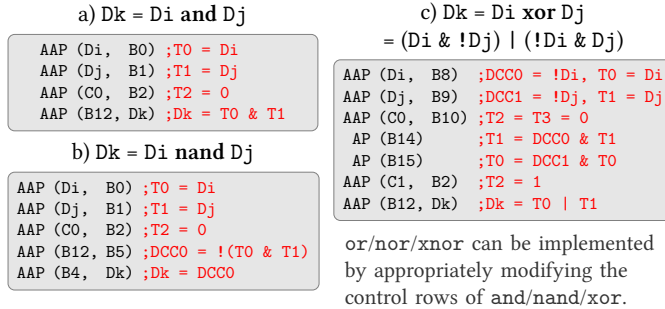 a) Dk = Di and Dj
AAP (Di, B0) ;T0 = Di
AAP (Dj, B1) ;T1 = Dj
AAP (C0, B2) ;T2 = 0
AAP (B12, Dk) ;Dk = T0 & T1
b) Dk = Di nand Dj
AAP (Di, B0) ;T0 = Di
AAP (Dj, B1) ;T1 = Dj
AAP (C0, B2) ;T2 = 0
AAP (B12, B5) ;DCC0 = !(T0 & T1)
AAP (B4, Dk) ;Dk = DCC0
c) Dk = Di xor Dj
= (Di & !Dj) | (!Di & Dj)
AAP (Di, B8) ;DCC0 = !Di, T0 = Di
AAP (Dj, B9) ;DCC1 = !Dj, T1 = Dj
AAP (C0, B10) ;T2 = T3 = 0
AP (B14) ;T1 = DCC0 & T1
AP (B15) ;T0 = DCC1 & T0
AAP (C1, B2) ;T2 = 1
AAP (B12, Dk) ;Dk = T0 | T1
or/nor/xnor can be implemented
by appropriately modifying the
control rows of and/nand/xor.